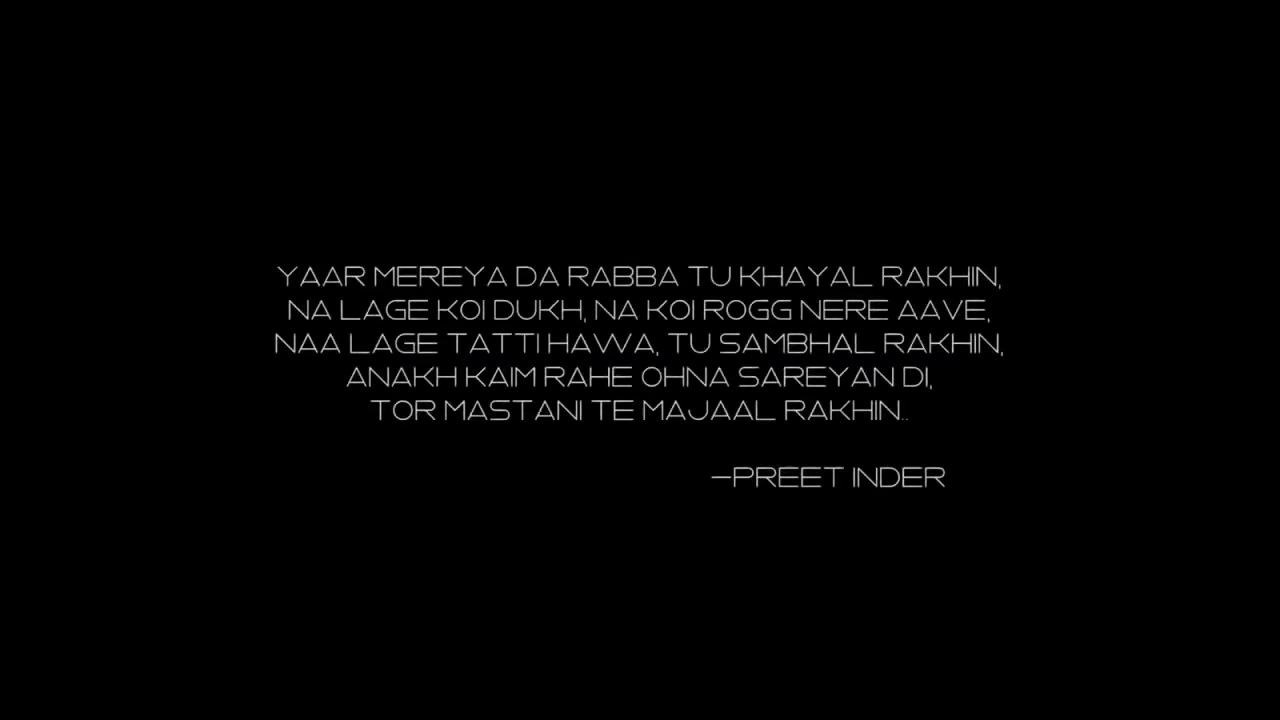 YAAR MEREYA DA RABBA TU KHAYAL RAKHIN,
NA LAGE KOI DUKH, NA KOI ROGG NERE AAVE,
NAA LAGE TATTI HAWA, TU SAMBHAL RAKHIN,
ANAKH KAIM RAHE OHNA SAREYAN DI,
TOR MASTANI TE MAJAAL RAKHIN..
—PREET INDER